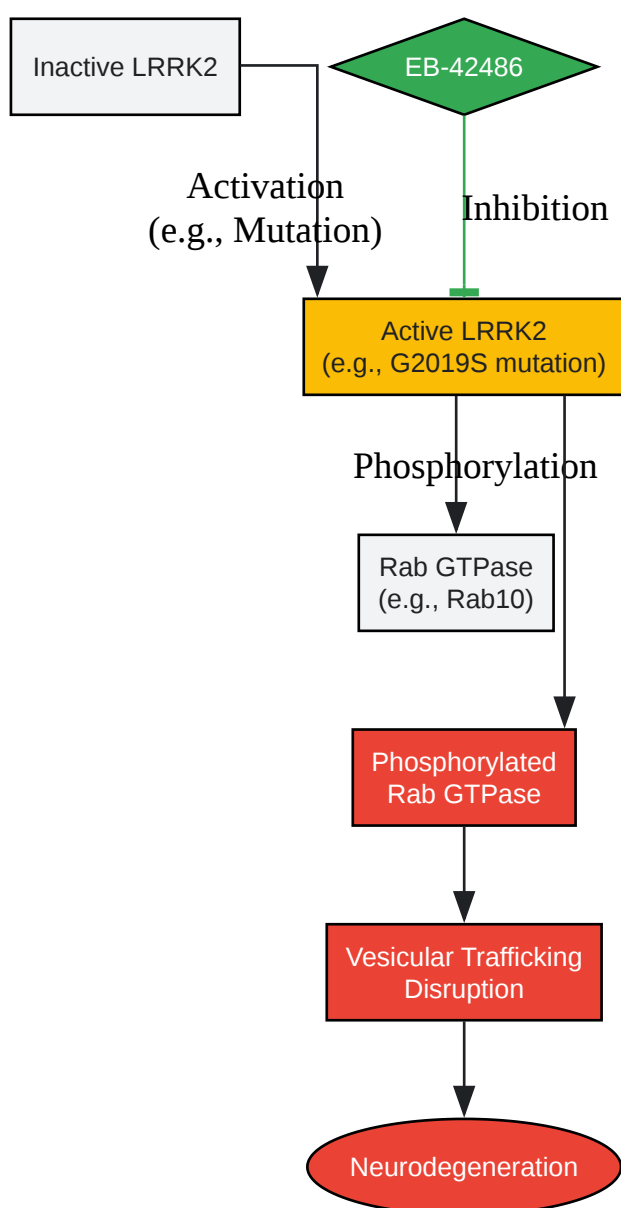 Inactive LRRK2
EB-42486
Activation
(e.g., Mutation)
Inhibition
Active LRRK2
(e.g., G2019S mutation)
Phosphorylation
Rab GTPase
(e.g., Rab10)
Phosphorylated
Rab GTPase
Vesicular Trafficking
Disruption
Neurodegeneration